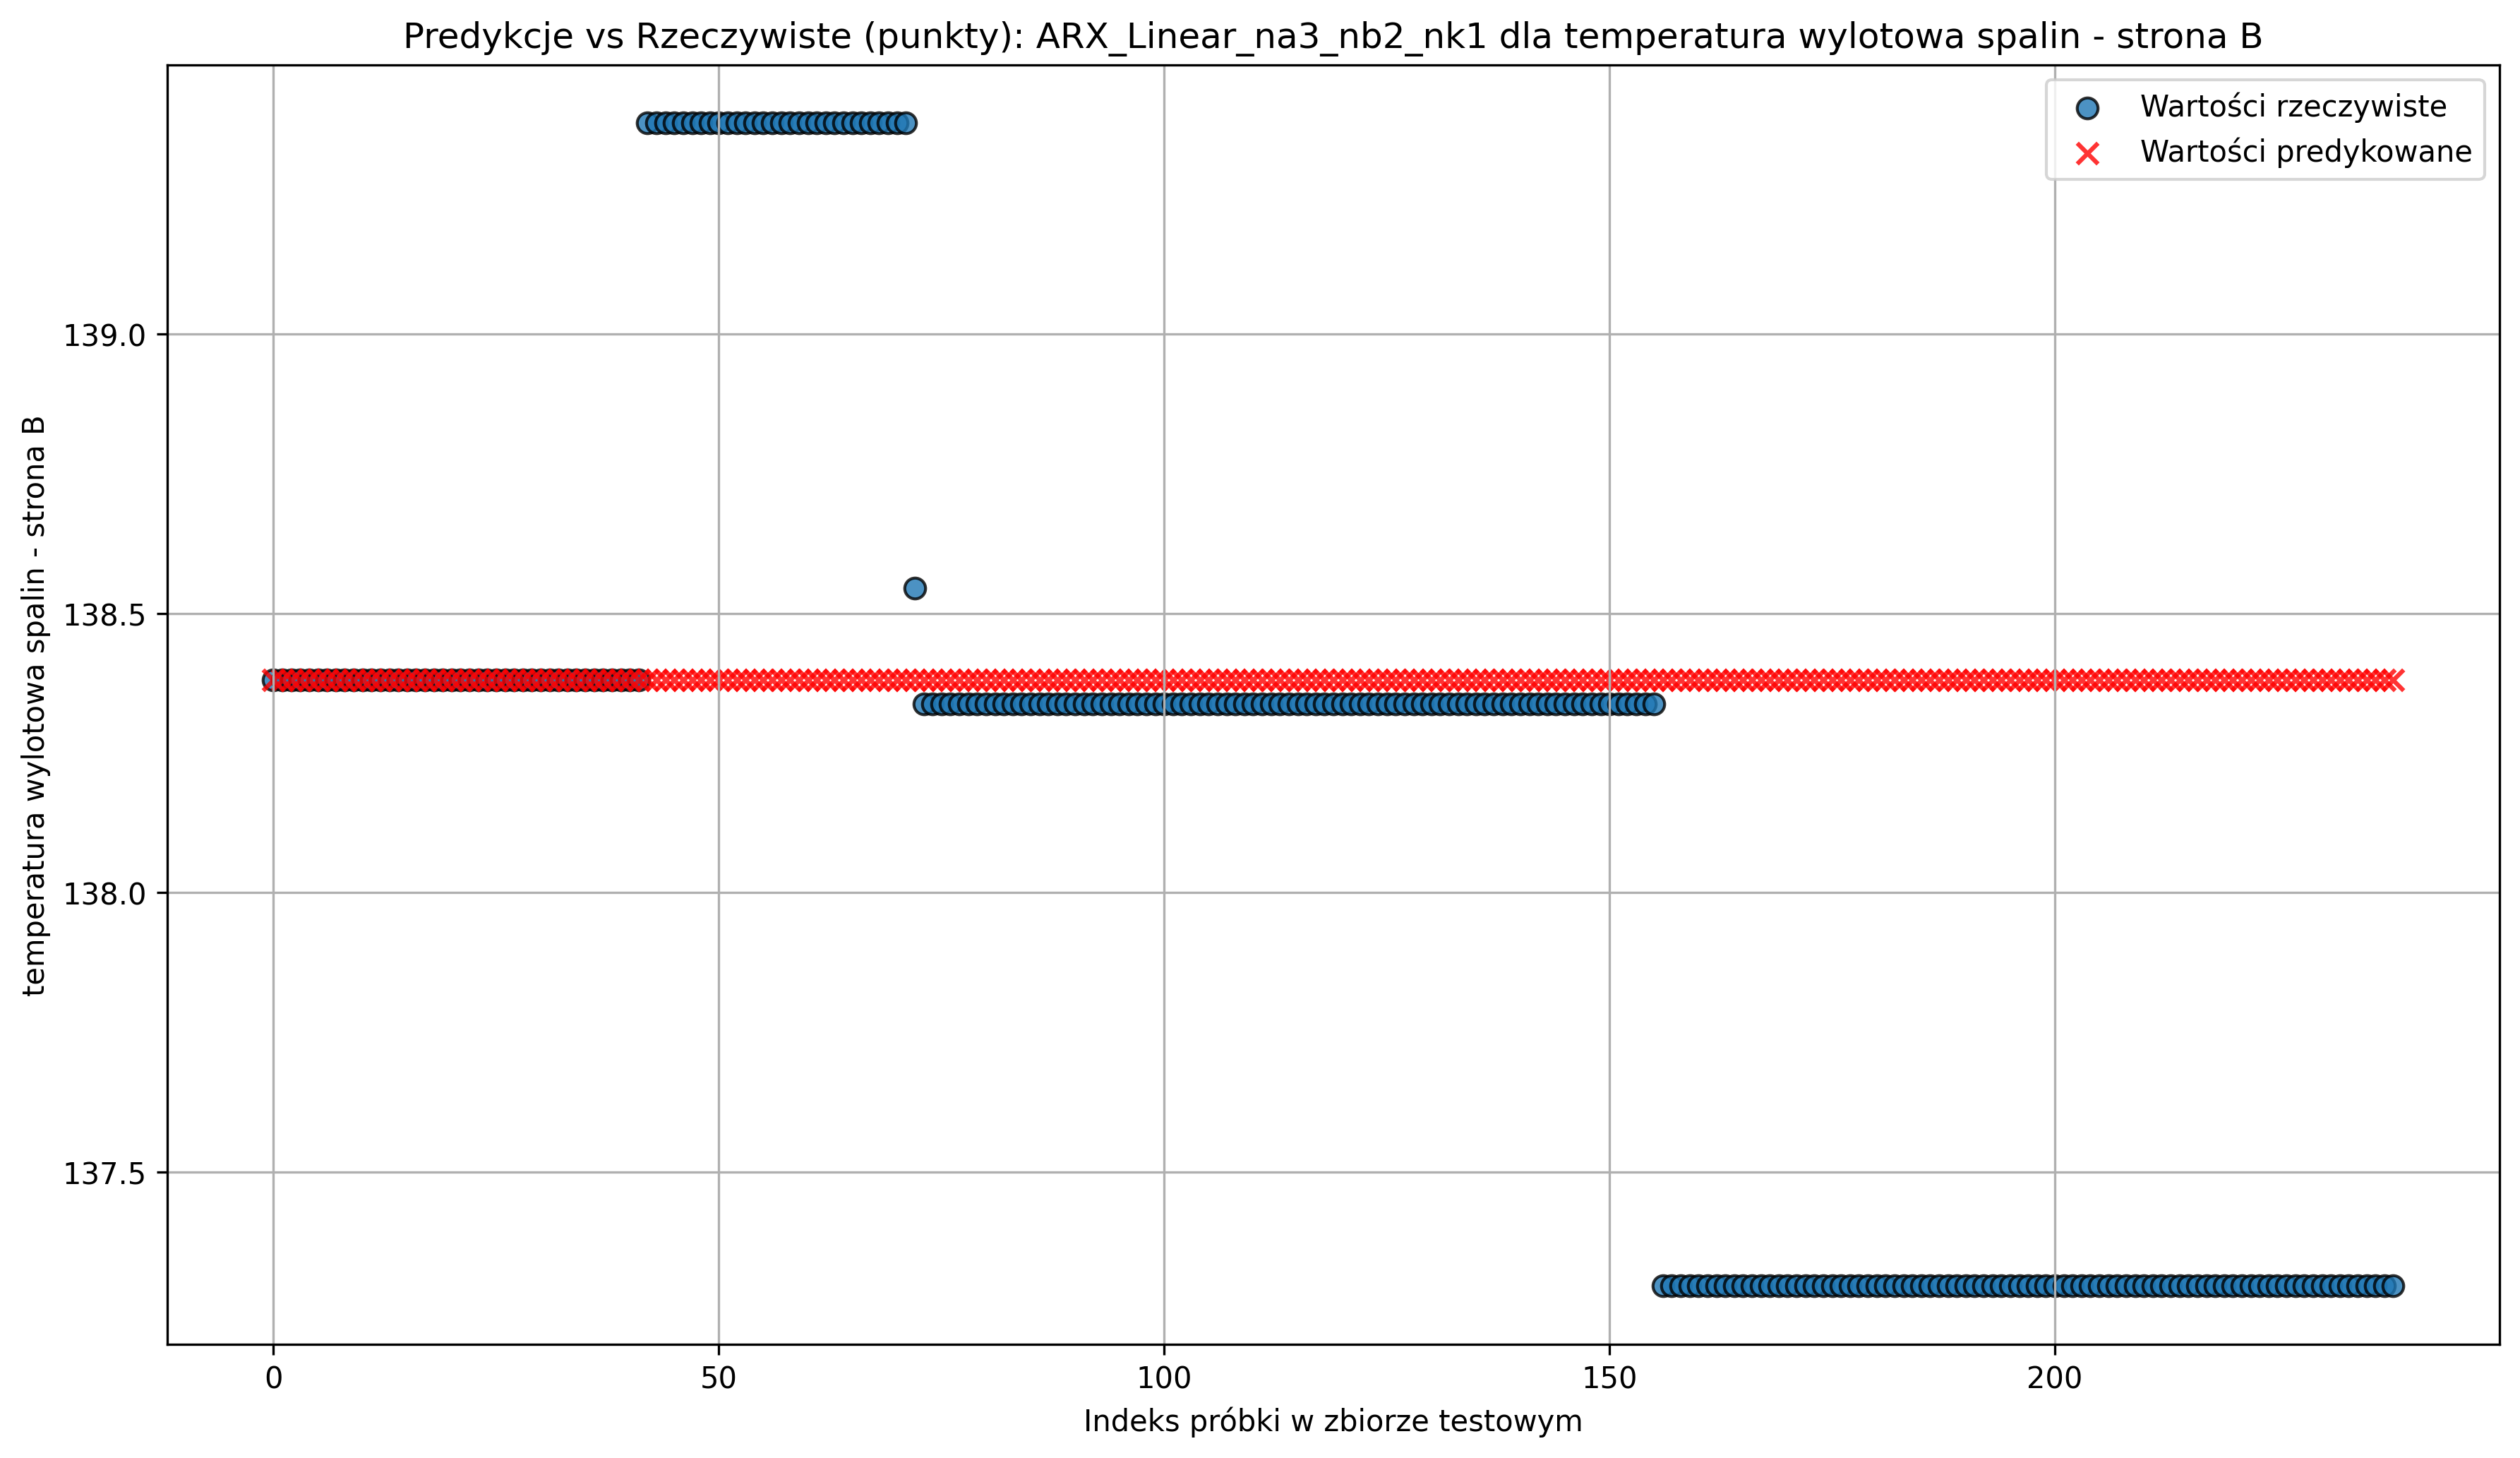 Predykcje vs Rzeczywiste (punkty): ARX_Linear_na3_nb2_nk1 dla temperatura wylotowa spalin - strona B
Wartości rzeczywiste
Wartości predykowane
temperatura wylotowa spalin - strona B
139.0
138.5
138.0
137.5
0
50
100
150
200
Indeks próbki w zbiorze testowym